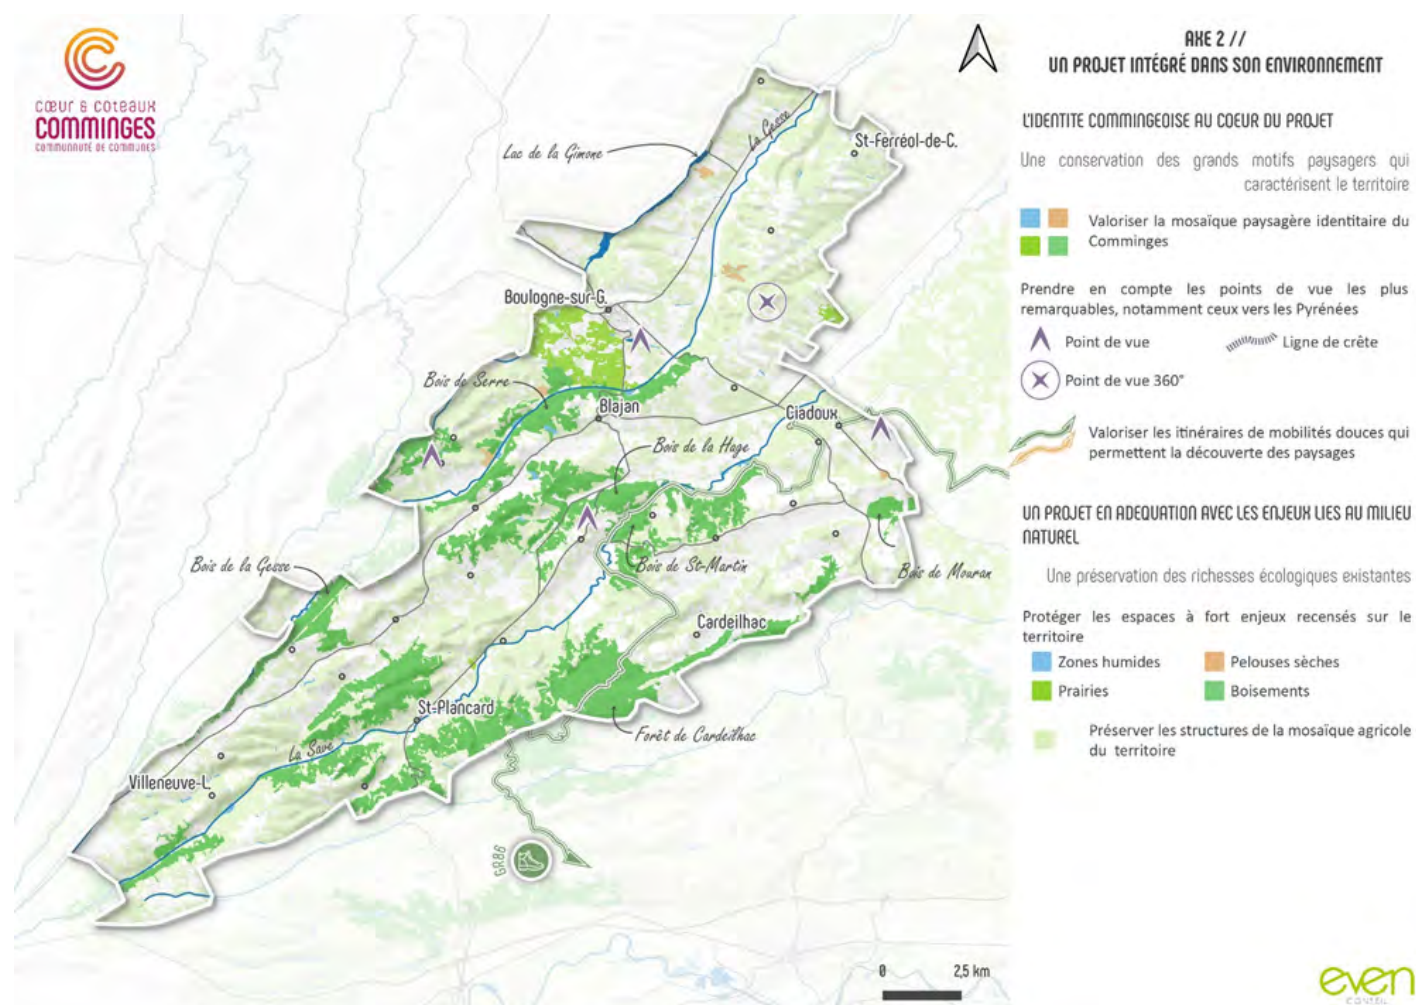 CŒUR & COTEAUX
COMMINGES
COMMUNAUTÉ DE COMMUNES
Lac de la Gimone
La Gesse
St-Ferréol-de-C.
Boulogne-sur-G.
Bois de Serre
Blajan
Ciadoux
Bois de la Hage
Bois de la Gesse
Bois de St-Martin
Bois de Mouran
Cardeilhac
St-Plancard
Forêt de Cardeilhac
La Save
Villeneuve-L.
GR86
0 2,5 km
AXE 2 //
UN PROJET INTÉGRÉ DANS SON ENVIRONNEMENT
L'IDENTITE COMMINGEOISE AU COEUR DU PROJET
Une conservation des grands motifs paysagers qui
caractérisent le territoire
Valoriser la mosaïque paysagère identitaire du
Comminges
Prendre en compte les points de vue les plus
remarquables, notamment ceux vers les Pyrénées
Point de vue
Ligne de crête
Point de vue 360°
Valoriser les itinéraires de mobilités douces qui
permettent la découverte des paysages
UN PROJET EN ADEQUATION AVEC LES ENJEUX LIES AU MILIEU
NATUREL
Une préservation des richesses écologiques existantes
Protéger les espaces à fort enjeux recensés sur le
territoire
Zones humides
Pelouses sèches
Prairies
Boisements
Préserver les structures de la mosaïque agricole
du territoire
even
CONSEIL